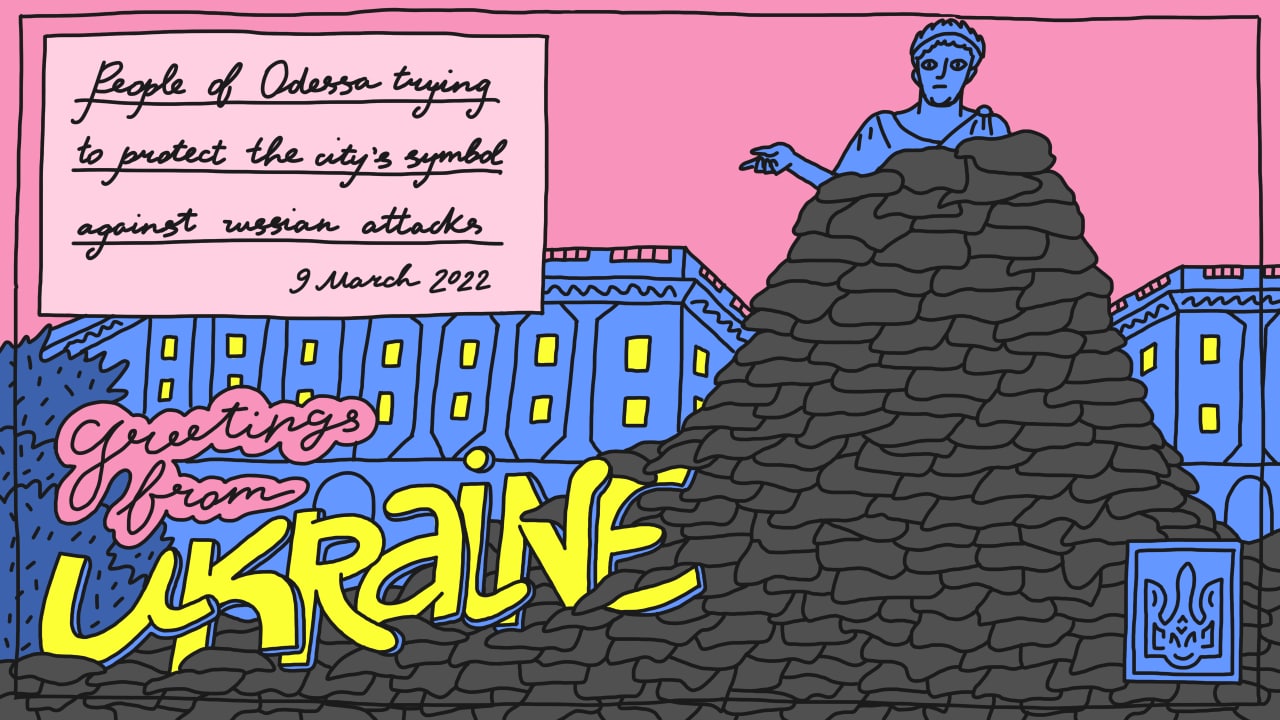 People of Odessa trying
to protect the city's symbol
against russian attacks
9 March 2022
Greetings
from
UKRAINE